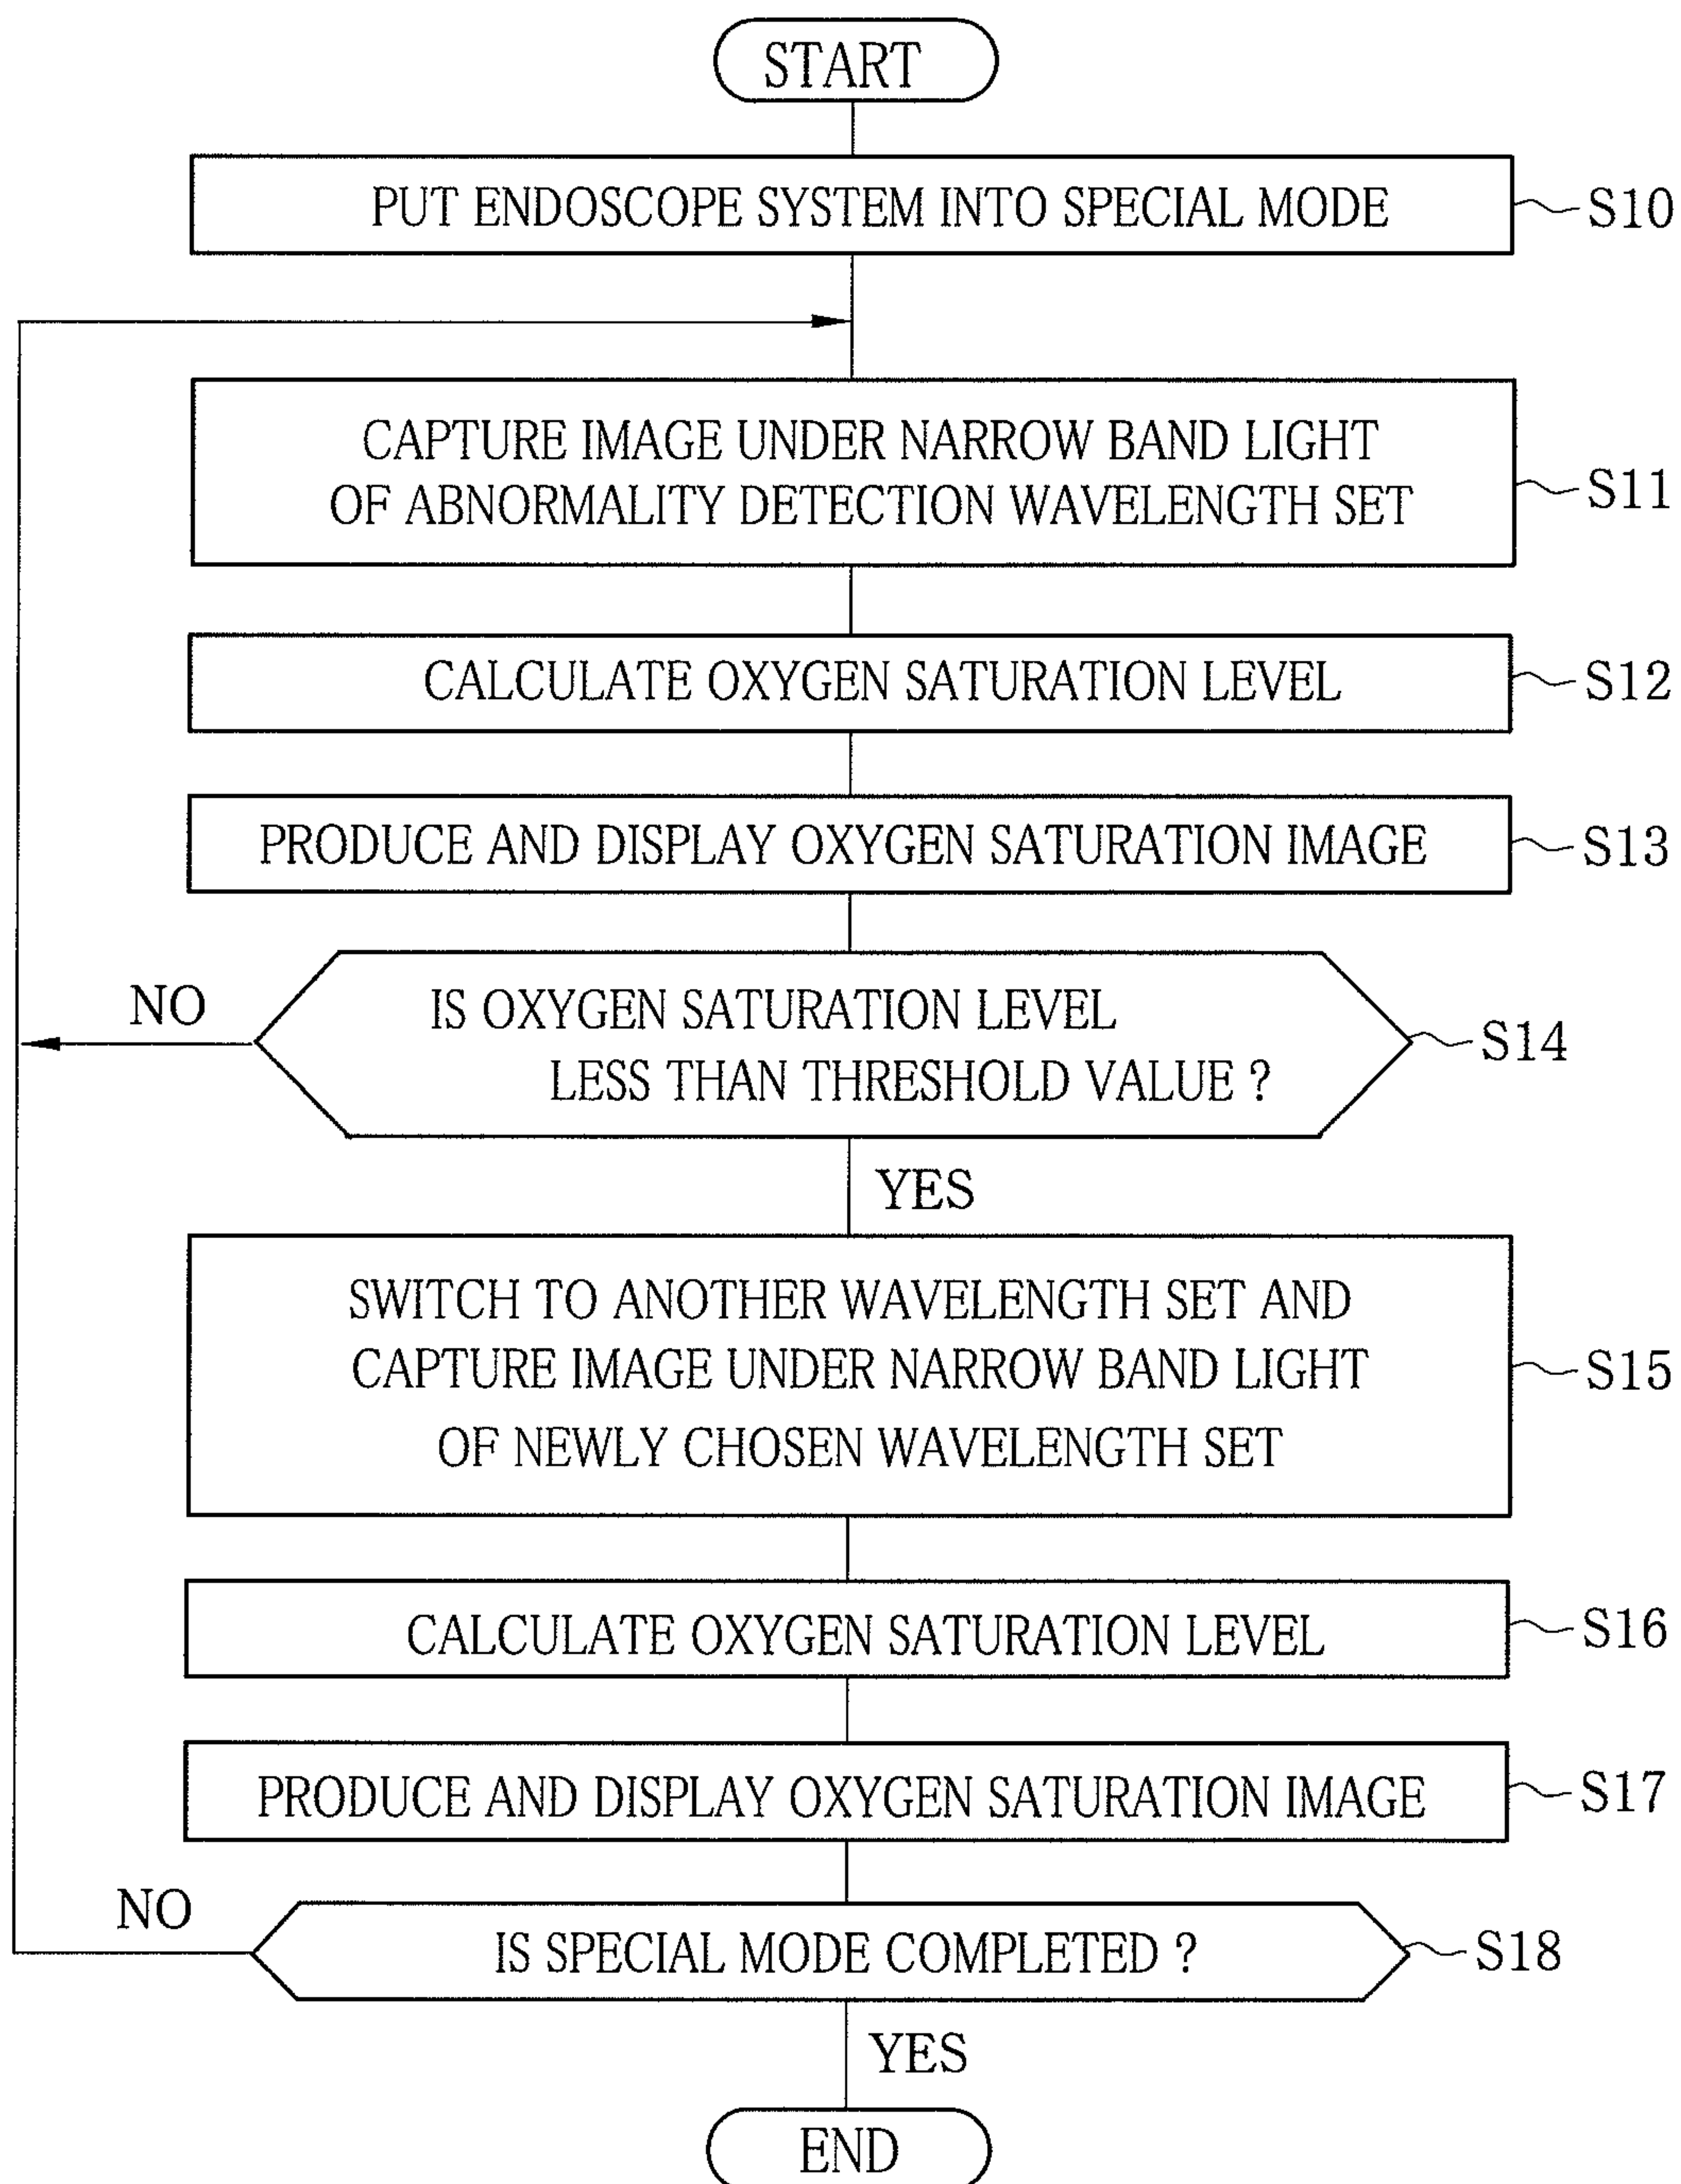 START
PUT ENDOSCOPE SYSTEM INTO SPECIAL MODE
S10
CAPTURE IMAGE UNDER NARROW BAND LIGHT
OF ABNORMALITY DETECTION WAVELENGTH SET
S11
CALCULATE OXYGEN SATURATION LEVEL
S12
PRODUCE AND DISPLAY OXYGEN SATURATION IMAGE
S13
NO
IS OXYGEN SATURATION LEVEL
LESS THAN THRESHOLD VALUE ?
S14
YES
SWITCH TO ANOTHER WAVELENGTH SET AND
CAPTURE IMAGE UNDER NARROW BAND LIGHT
OF NEWLY CHOSEN WAVELENGTH SET
S15
CALCULATE OXYGEN SATURATION LEVEL
S16
PRODUCE AND DISPLAY OXYGEN SATURATION IMAGE
S17
NO
IS SPECIAL MODE COMPLETED ?
S18
YES
END